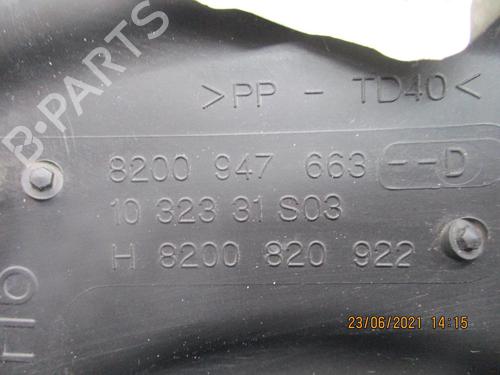 B-PARTS
>PP - TD40<
8200 947 663 --D
10 323 31 S03
H 8200 820 922
23/06/2021 14:15